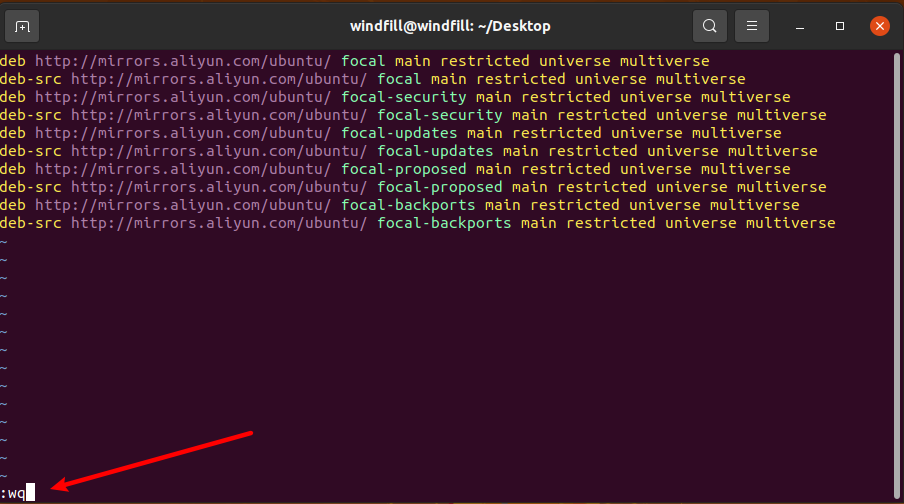 windfill@windfill: ~/Desktop
deb http://mirrors.aliyun.com/ubuntu/ focal main restricted universe multiverse
deb-src http://mirrors.aliyun.com/ubuntu/ focal main restricted universe multiverse
deb http://mirrors.aliyun.com/ubuntu/ focal-security main restricted universe multiverse
deb-src http://mirrors.aliyun.com/ubuntu/ focal-security main restricted universe multiverse
deb http://mirrors.aliyun.com/ubuntu/ focal-updates main restricted universe multiverse
deb-src http://mirrors.aliyun.com/ubuntu/ focal-updates main restricted universe multiverse
deb http://mirrors.aliyun.com/ubuntu/ focal-proposed main restricted universe multiverse
deb-src http://mirrors.aliyun.com/ubuntu/ focal-proposed main restricted universe multiverse
deb http://mirrors.aliyun.com/ubuntu/ focal-backports main restricted universe multiverse
deb-src http://mirrors.aliyun.com/ubuntu/ focal-backports main restricted universe multiverse
~
~
~
~
~
~
~
~
~
~
~
~
~
~
:wq